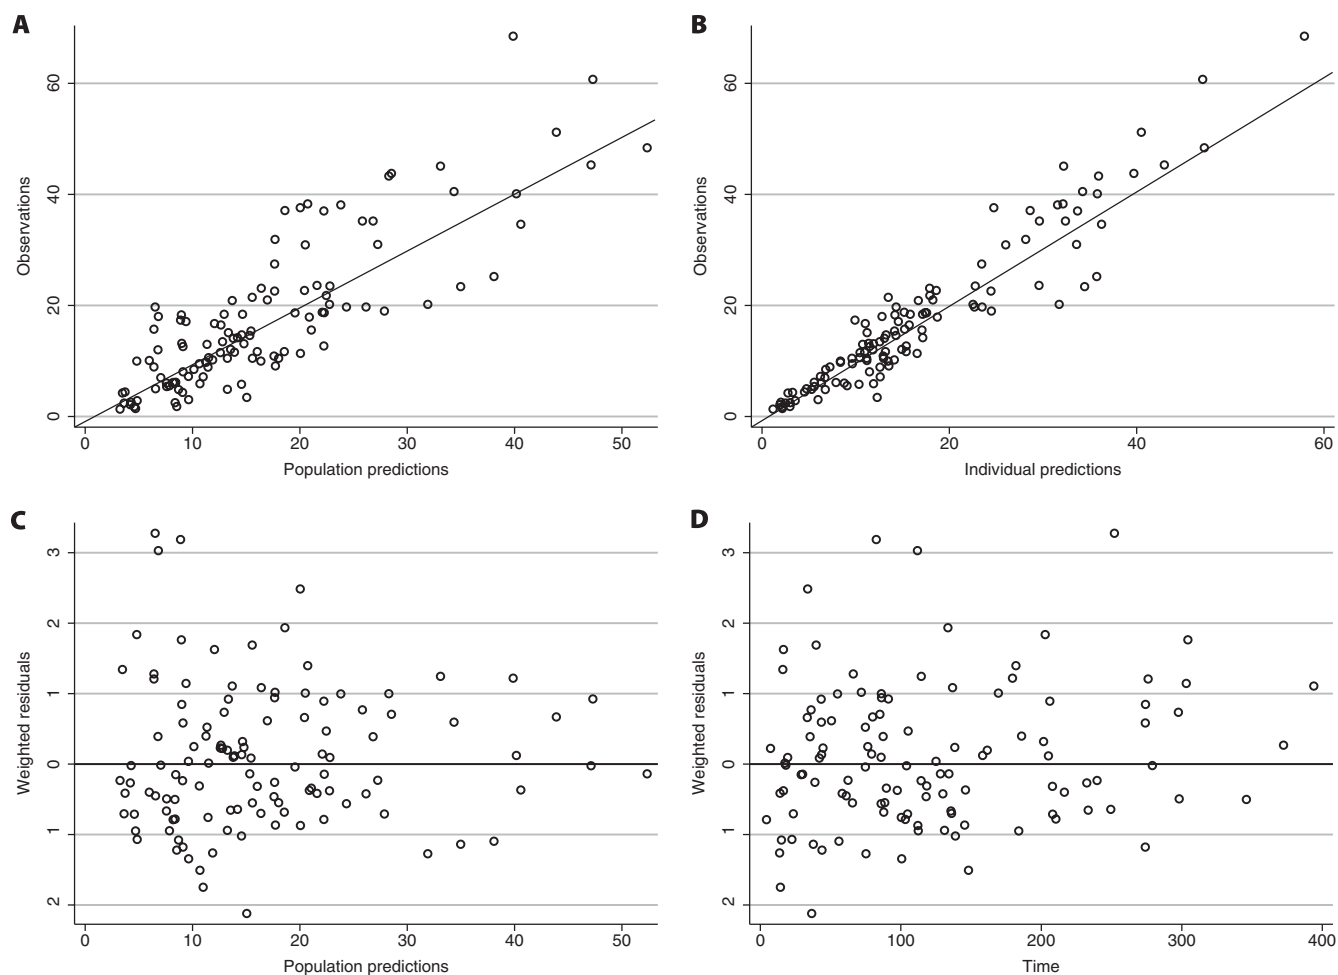 A
60
40
20
0
Observations
0 10 20 30 40 50
Population predictions
B
60
40
20
0
Observations
0 20 40 60
Individual predictions
C
3
2
1
0
1
2
Weighted residuals
0 10 20 30 40 50
Population predictions
D
3
2
1
0
1
2
Weighted residuals
0 100 200 300 400
Time